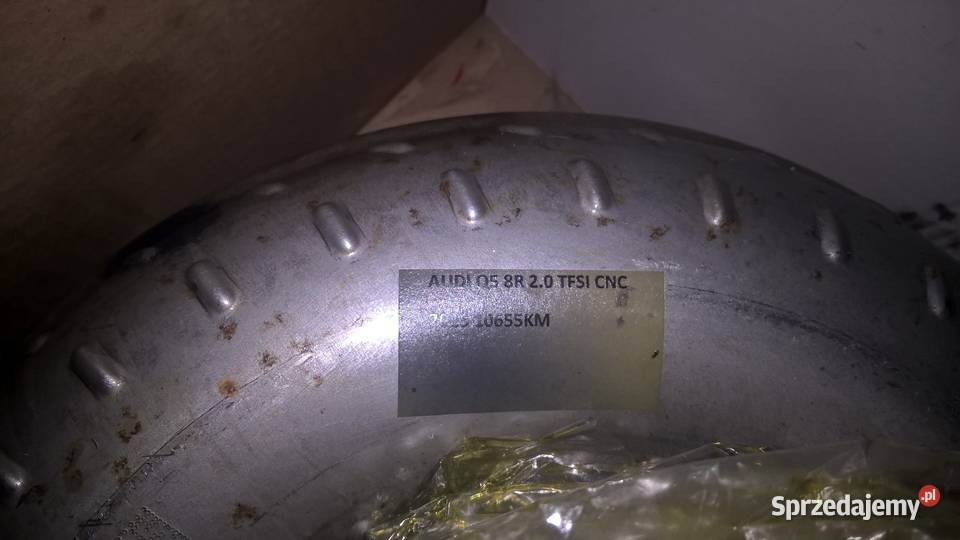 AUDI Q5 8R 2.0 TFSI CNC
10655KM
Sprzedajemy.pl